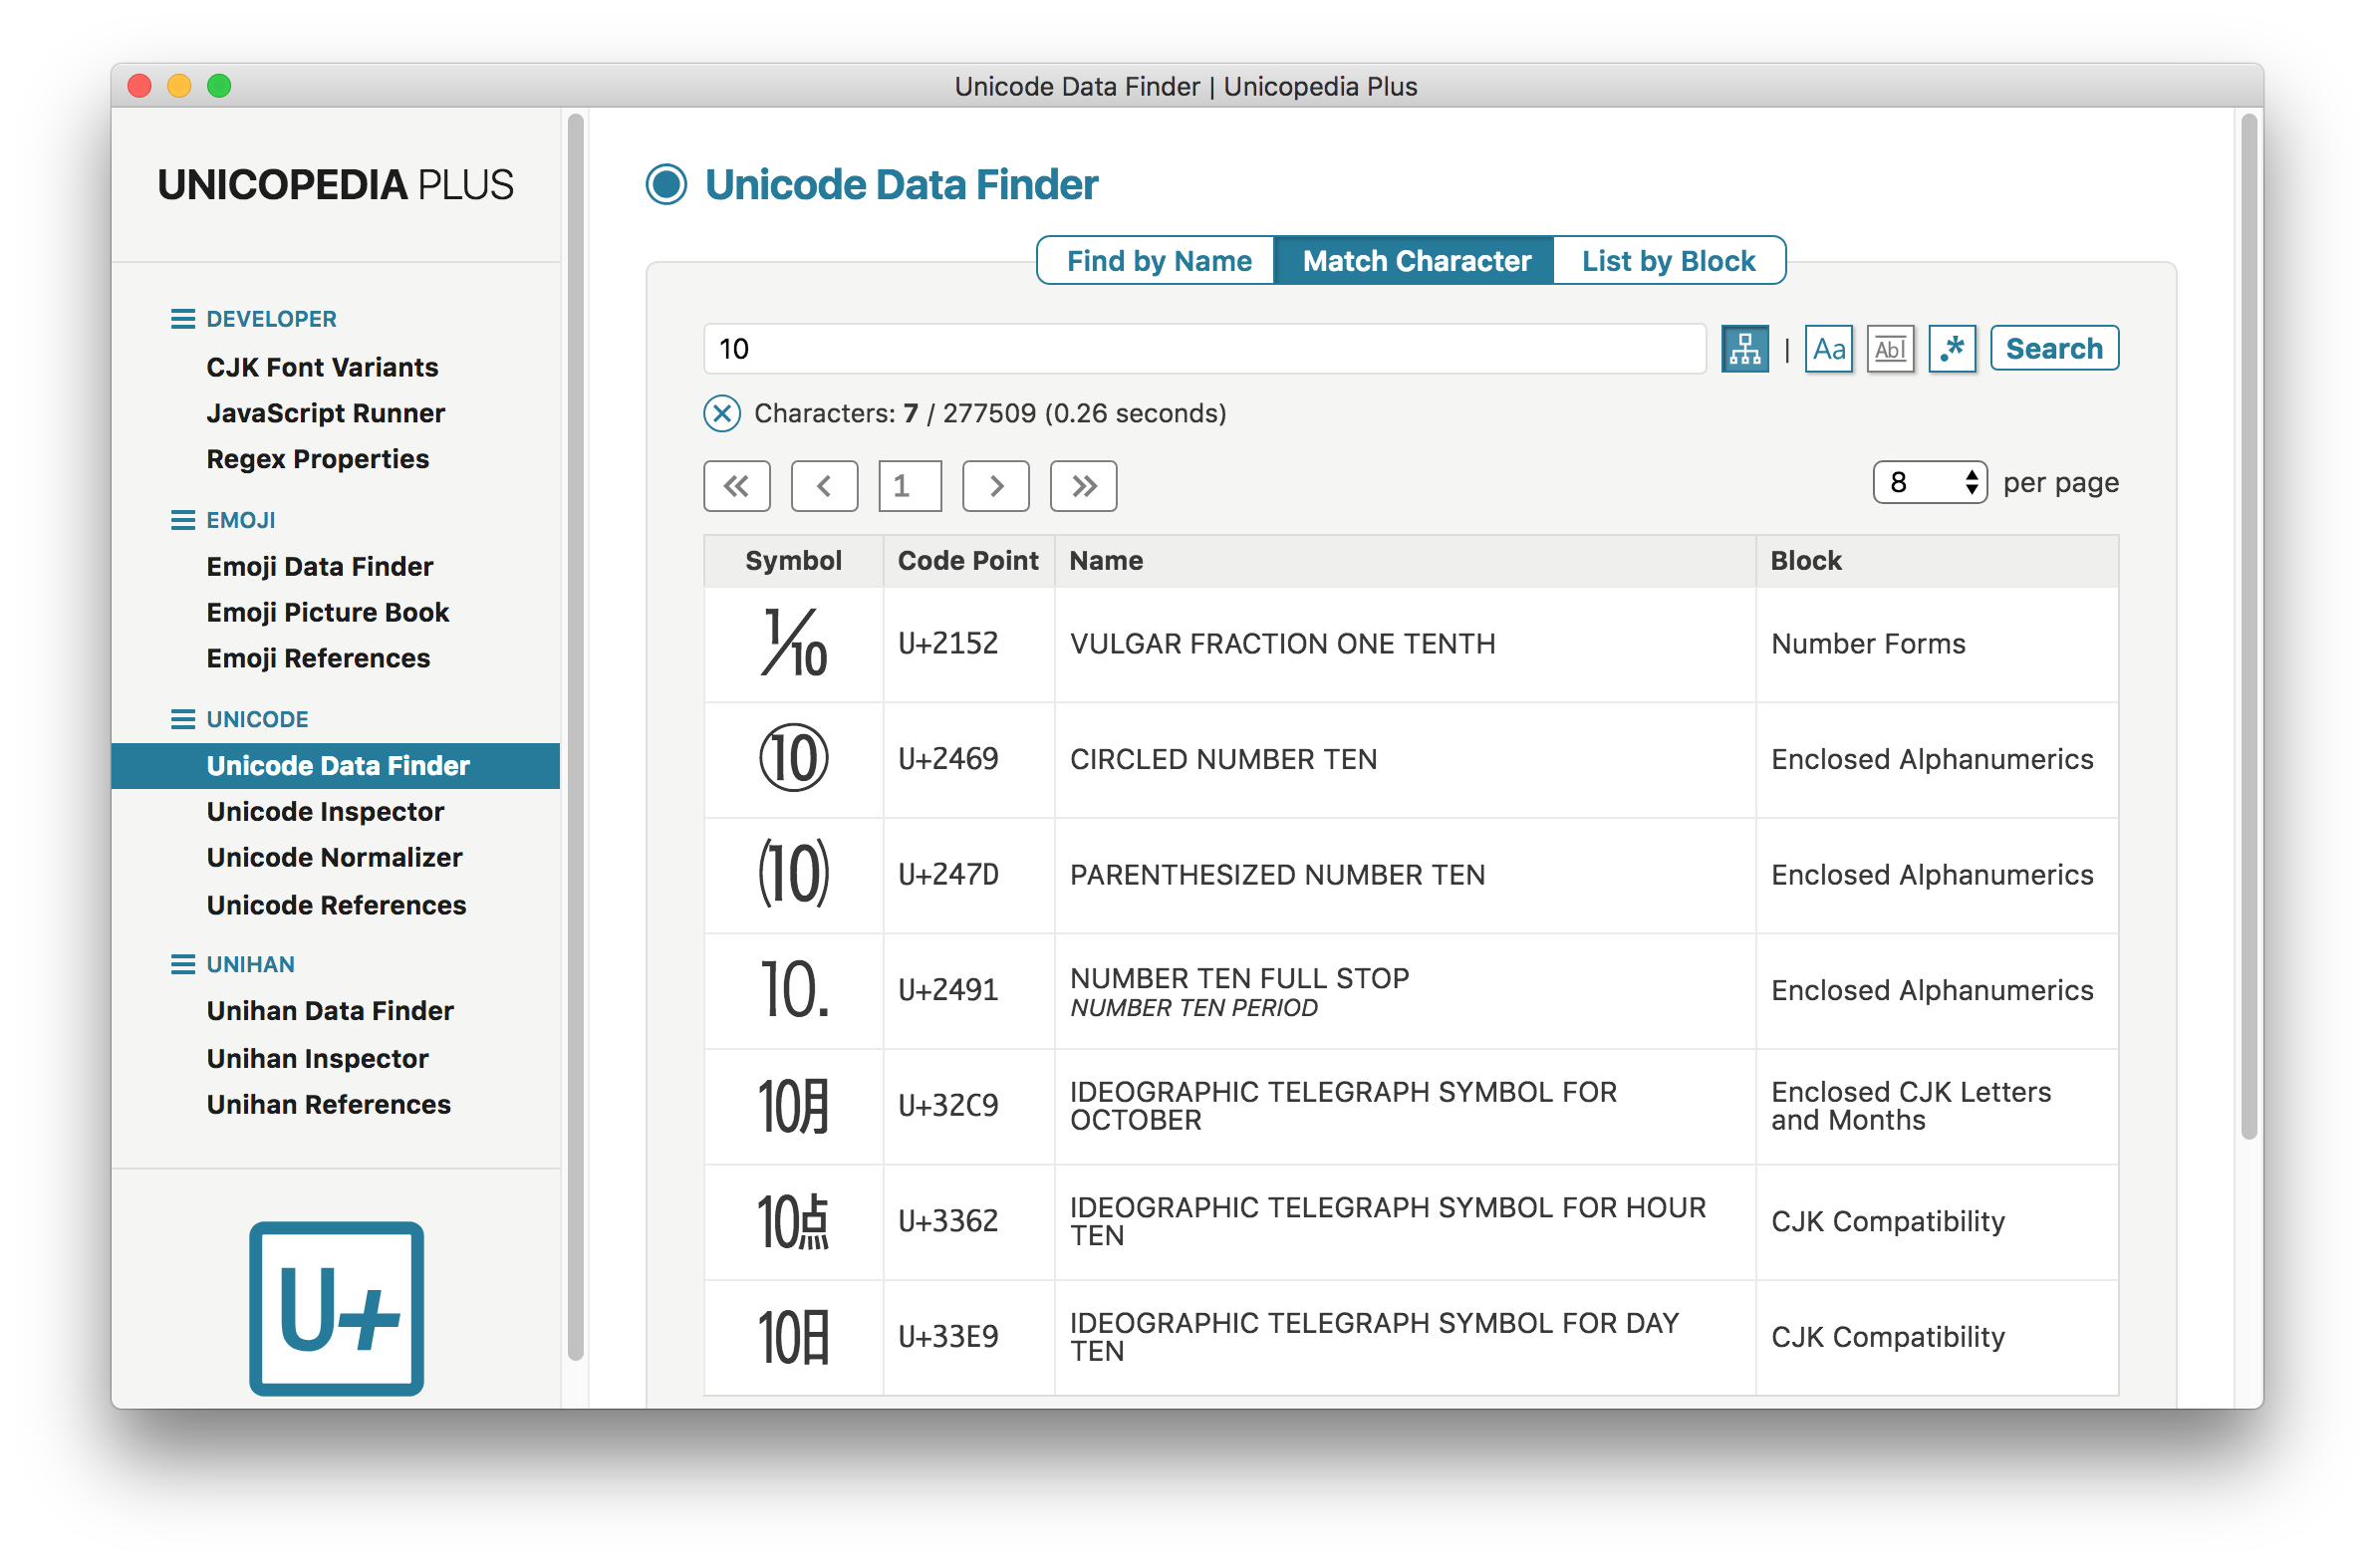 Unicode Data Finder | Unicopedia Plus
UNICOPEDIA PLUS
DEVELOPER
CJK Font Variants
JavaScript Runner
Regex Properties
EMOJI
Emoji Data Finder
Emoji Picture Book
Emoji References
UNICODE
Unicode Data Finder
Unicode Inspector
Unicode Normalizer
Unicode References
UNIHAN
Unihan Data Finder
Unihan Inspector
Unihan References
U+
Unicode Data Finder
Find by Name Match Character List by Block
10 | Aa Abl .* Search
Characters: 7 / 277509 (0.26 seconds)
« ‹ 1 › » 8 per page
Symbol Code Point Name Block
⅒ U+2152 VULGAR FRACTION ONE TENTH Number Forms
⑩ U+2469 CIRCLED NUMBER TEN Enclosed Alphanumerics
⑽ U+247D PARENTHESIZED NUMBER TEN Enclosed Alphanumerics
⒑ U+2491 NUMBER TEN FULL STOP Enclosed Alphanumerics
NUMBER TEN PERIOD
㋉ U+32C9 IDEOGRAPHIC TELEGRAPH SYMBOL FOR Enclosed CJK Letters
OCTOBER and Months
㍢ U+3362 IDEOGRAPHIC TELEGRAPH SYMBOL FOR HOUR CJK Compatibility
TEN
㏩ U+33E9 IDEOGRAPHIC TELEGRAPH SYMBOL FOR DAY CJK Compatibility
TEN